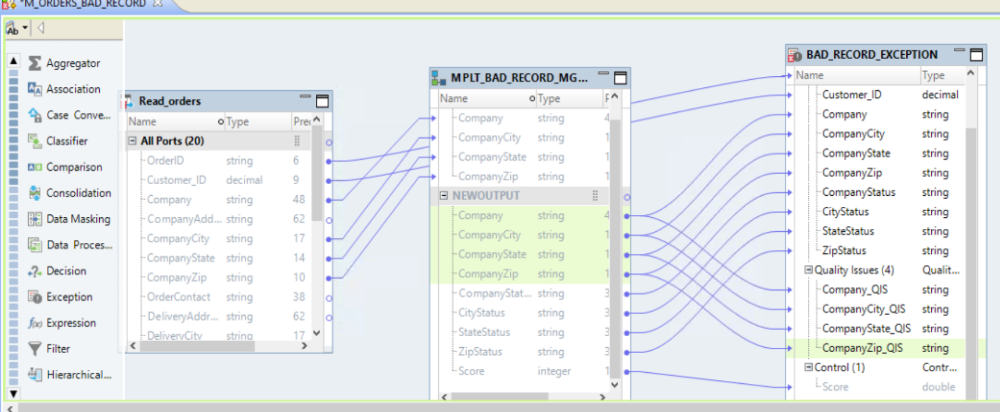 *M_ORDERS_BAD_RECORD
Ab
Aggregator
Association
Case Conve...
Classifier
Comparison
Consolidation
Data Masking
Data Proces...
Decision
Exception
f(x) Expression
Filter
Hierarchical...
Read_orders
Name Type Prec
All Ports (20)
OrderID string 6
Customer_ID decimal 9
Company string 48
CompanyAdd... string 62
CompanyCity string 17
CompanyState string 14
CompanyZip string 10
OrderContact string 38
DeliveryAddr... string 62
DeliveryCity string 17
MPLT_BAD_RECORD_MG...
Name Type
Company string 4
CompanyCity string 1
CompanyState string 1
CompanyZip string 1
NEWOUTPUT
Company string 4
CompanyCity string 1
CompanyState string 1
CompanyZip string 1
CompanyStat... string 3
CityStatus string 3
StateStatus string 3
ZipStatus string 3
Score integer 1
BAD_RECORD_EXCEPTION
Name Type
Customer_ID decimal
Company string
CompanyCity string
CompanyState string
CompanyZip string
CompanyStatus string
CityStatus string
StateStatus string
ZipStatus string
Quality Issues (4) Qualit...
Company_QIS string
CompanyCity_QIS string
CompanyState_QIS string
CompanyZip_QIS string
Control (1) Contr...
Score double